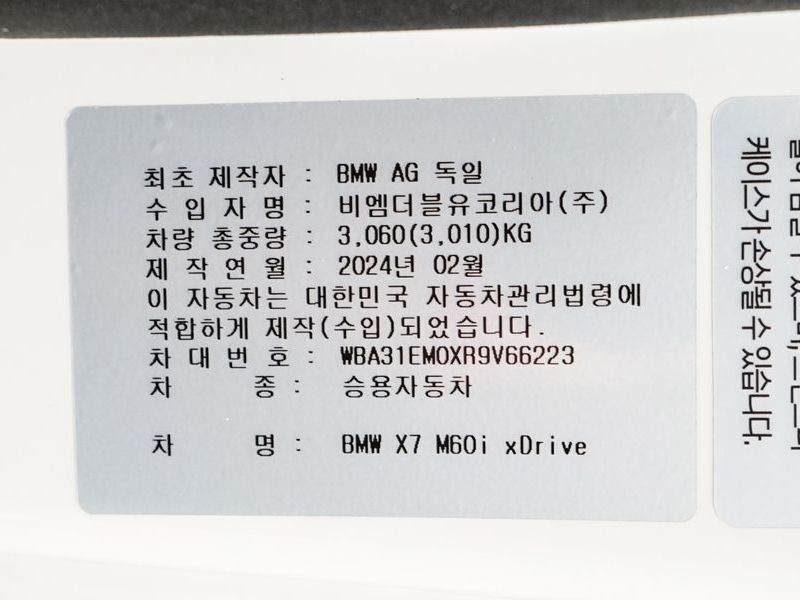 최초 제작자 : BMW AG 독일
수 입 자 명 : 비엠더블유코리아(주)
차량 총중량 : 3,060(3,010)KG
제 작 연 월 : 2024년 02월
이 자동차는 대한민국 자동차관리법령에
적합하게 제작(수입)되었습니다.
차 대 번 호 : WBA31EM0XR9V66223
차 종 : 승용자동차
차 명 : BMW X7 M60i xDrive
케이스가 손상될 수 있습니다.